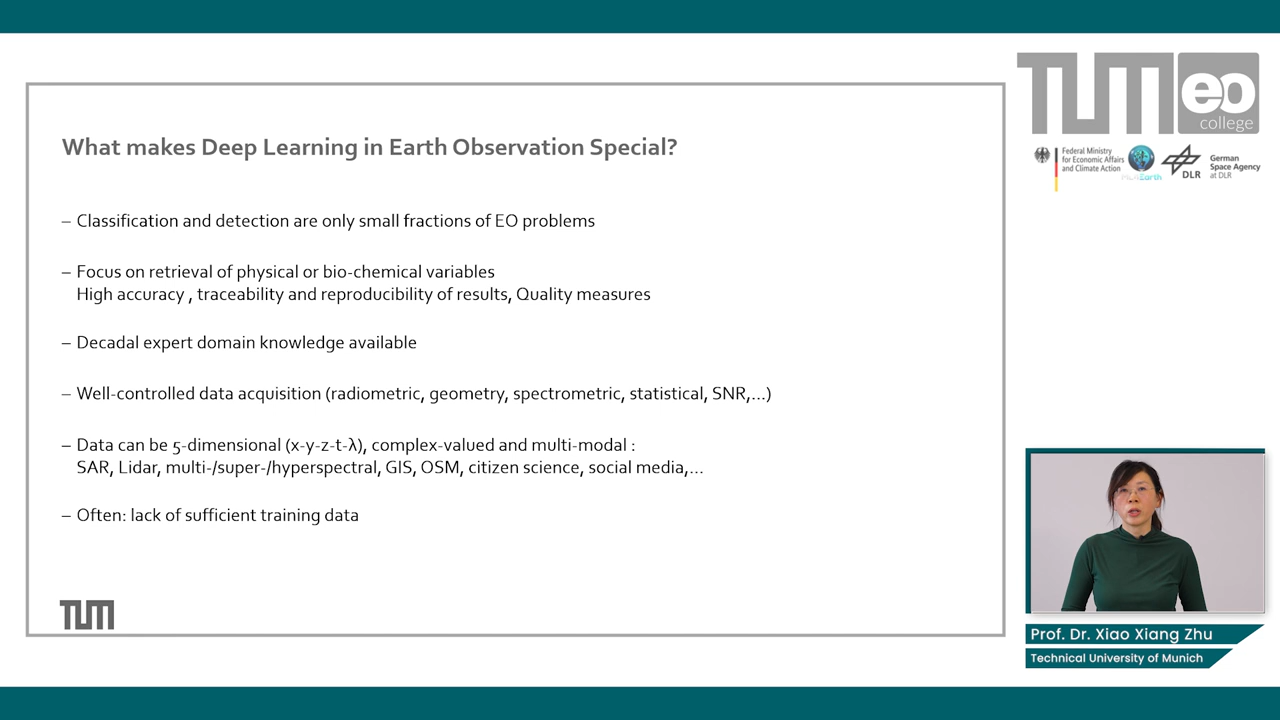 TUM eo
college
Federal Ministry
for Economic Affairs
and Climate Action
ML4Earth
DLR
German
Space Agency
at DLR
What makes Deep Learning in Earth Observation Special?
– Classification and detection are only small fractions of EO problems
– Focus on retrieval of physical or bio-chemical variables
High accuracy , traceability and reproducibility of results, Quality measures
– Decadal expert domain knowledge available
– Well-controlled data acquisition (radiometric, geometry, spectrometric, statistical, SNR,...)
– Data can be 5-dimensional (x-y-z-t-λ), complex-valued and multi-modal :
SAR, Lidar, multi-/super-/hyperspectral, GIS, OSM, citizen science, social media,...
– Often: lack of sufficient training data
TUM
Prof. Dr. Xiao Xiang Zhu
Technical University of Munich